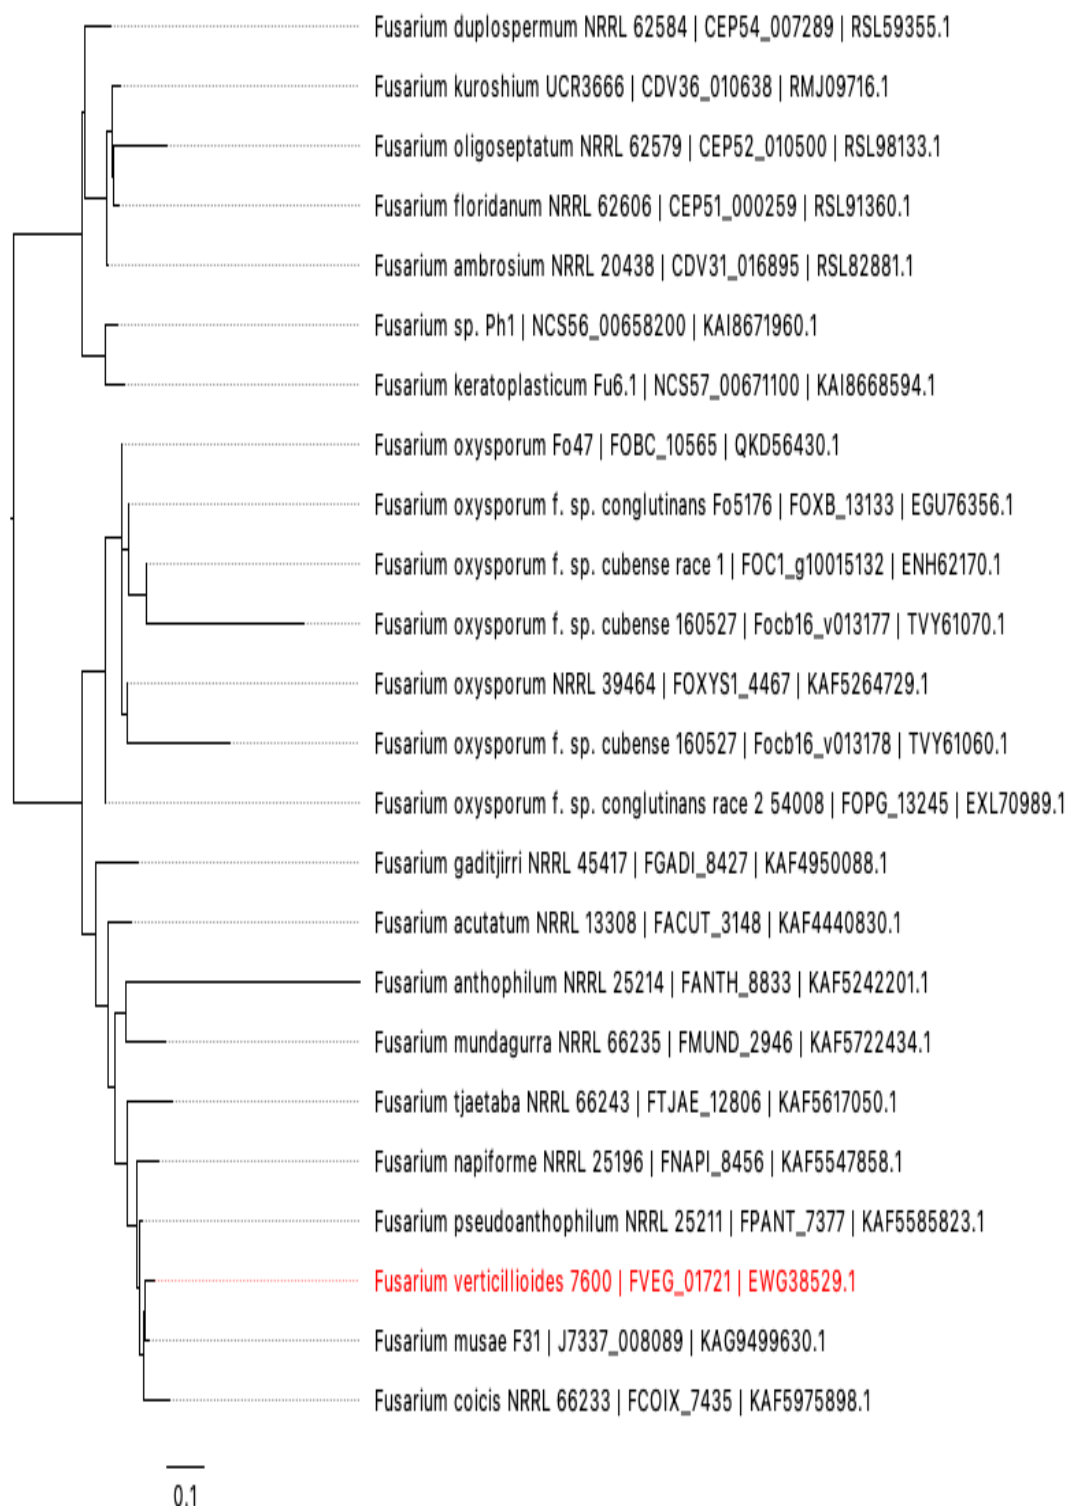 Fusarium duplospermum NRRL 62584 | CEP54_007289 | RSL59355.1
Fusarium kuroshium UCR3666 | CDV36_010638 | RMJ09716.1
Fusarium oligoseptatum NRRL 62579 | CEP52_010500 | RSL98133.1
Fusarium floridanum NRRL 62606 | CEP51_000259 | RSL91360.1
Fusarium ambrosium NRRL 20438 | CDV31_016895 | RSL82881.1
Fusarium sp. Ph1 | NCS56_00658200 | KAI8671960.1
Fusarium keratoplasticum Fu6.1 | NCS57_00671100 | KAI8668594.1
Fusarium oxysporum Fo47 | FOBC_10565 | QKD56430.1
Fusarium oxysporum f. sp. conglutinans Fo5176 | FOXB_13133 | EGU76356.1
Fusarium oxysporum f. sp. cubense race 1 | FOC1_g10015132 | ENH62170.1
Fusarium oxysporum f. sp. cubense 160527 | Focb16_v013177 | TVY61070.1
Fusarium oxysporum NRRL 39464 | FOXYS1_4467 | KAF5264729.1
Fusarium oxysporum f. sp. cubense 160527 | Focb16_v013178 | TVY61060.1
Fusarium oxysporum f. sp. conglutinans race 2 54008 | FOPG_13245 | EXL70989.1
Fusarium gaditjirri NRRL 45417 | FGADI_8427 | KAF4950088.1
Fusarium acutatum NRRL 13308 | FACUT_3148 | KAF4440830.1
Fusarium anthophilum NRRL 25214 | FANTH_8833 | KAF5242201.1
Fusarium mundagurra NRRL 66235 | FMUND_2946 | KAF5722434.1
Fusarium tjaetaba NRRL 66243 | FTJAE_12806 | KAF5617050.1
Fusarium napiforme NRRL 25196 | FNAPI_8456 | KAF5547858.1
Fusarium pseudoanthophilum NRRL 25211 | FPANT_7377 | KAF5585823.1
Fusarium verticillioides 7600 | FVEG_01721 | EWG38529.1
Fusarium musae F31 | J7337_008089 | KAG9499630.1
Fusarium coicis NRRL 66233 | FCOIX_7435 | KAF5975898.1
0.1